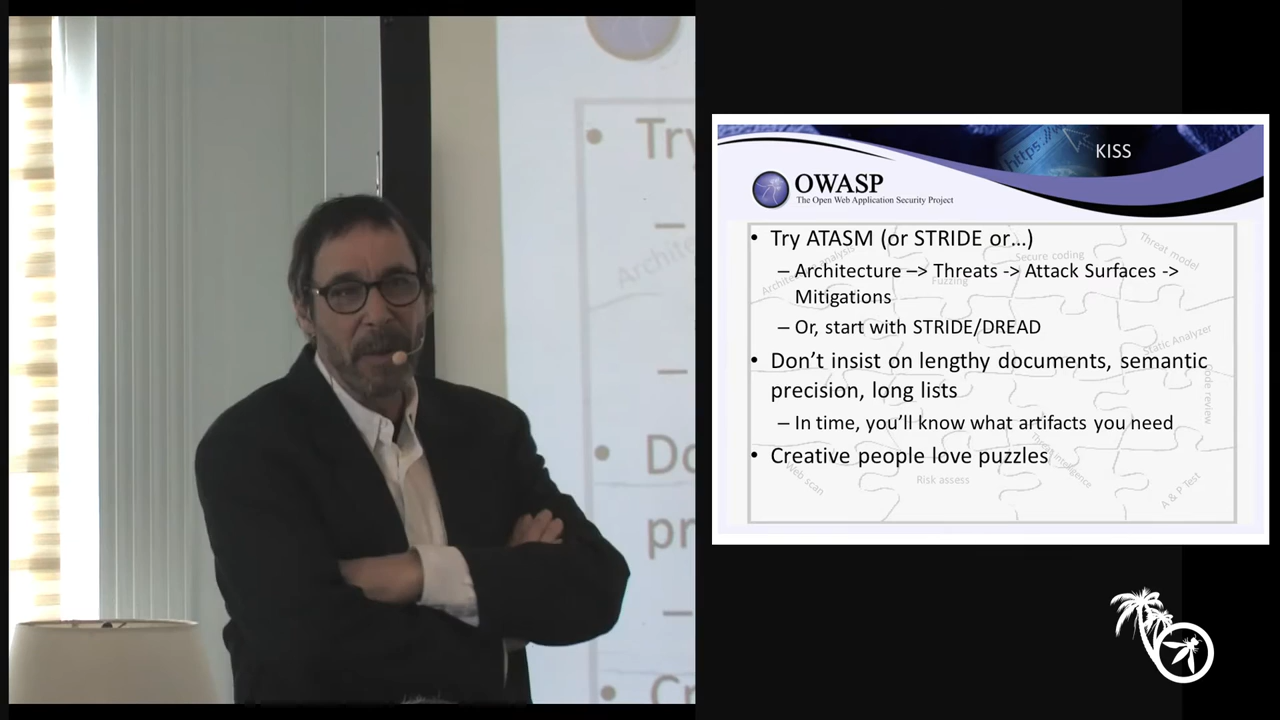 Try
Archite
Do
pr
Cr
https://w
KISS
OWASP
The Open Web Application Security Project
• Try ATASM (or STRIDE or…)
– Architecture –> Threats -> Attack Surfaces ->
Mitigations
– Or, start with STRIDE/DREAD
• Don't insist on lengthy documents, semantic
precision, long lists
– In time, you'll know what artifacts you need
• Creative people love puzzles
Secure coding
Threat model
Fuzzing
Static Analyzer
Code review
Web scan
Risk assess
A & P Test